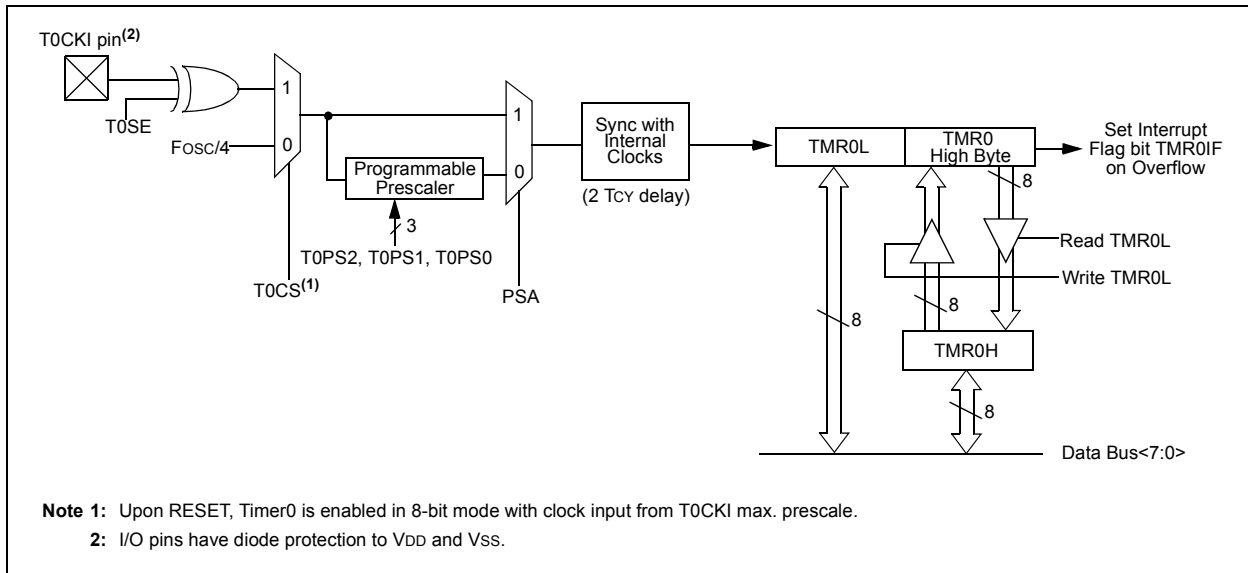 T0CKI pin(2)
T0SE
FOSC/4
1
0
T0CS(1)
Programmable
Prescaler
3
T0PS2, T0PS1, T0PS0
1
0
PSA
Sync with
Internal
Clocks
(2 TCY delay)
TMR0L
TMR0
High Byte
Set Interrupt
Flag bit TMR0IF
on Overflow
8
Read TMR0L
Write TMR0L
8
8
TMR0H
8
Data Bus<7:0>
Note 1: Upon RESET, Timer0 is enabled in 8-bit mode with clock input from T0CKI max. prescale.
2: I/O pins have diode protection to VDD and VSS.